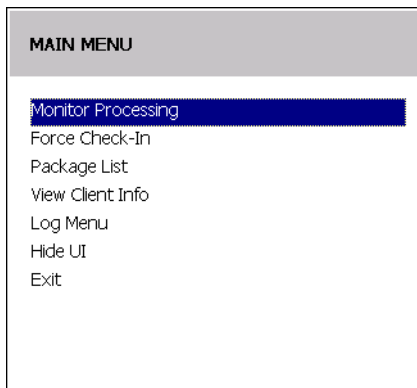 MAIN MENU
Monitor Processing
Force Check-In
Package List
View Client Info
Log Menu
Hide UI
Exit